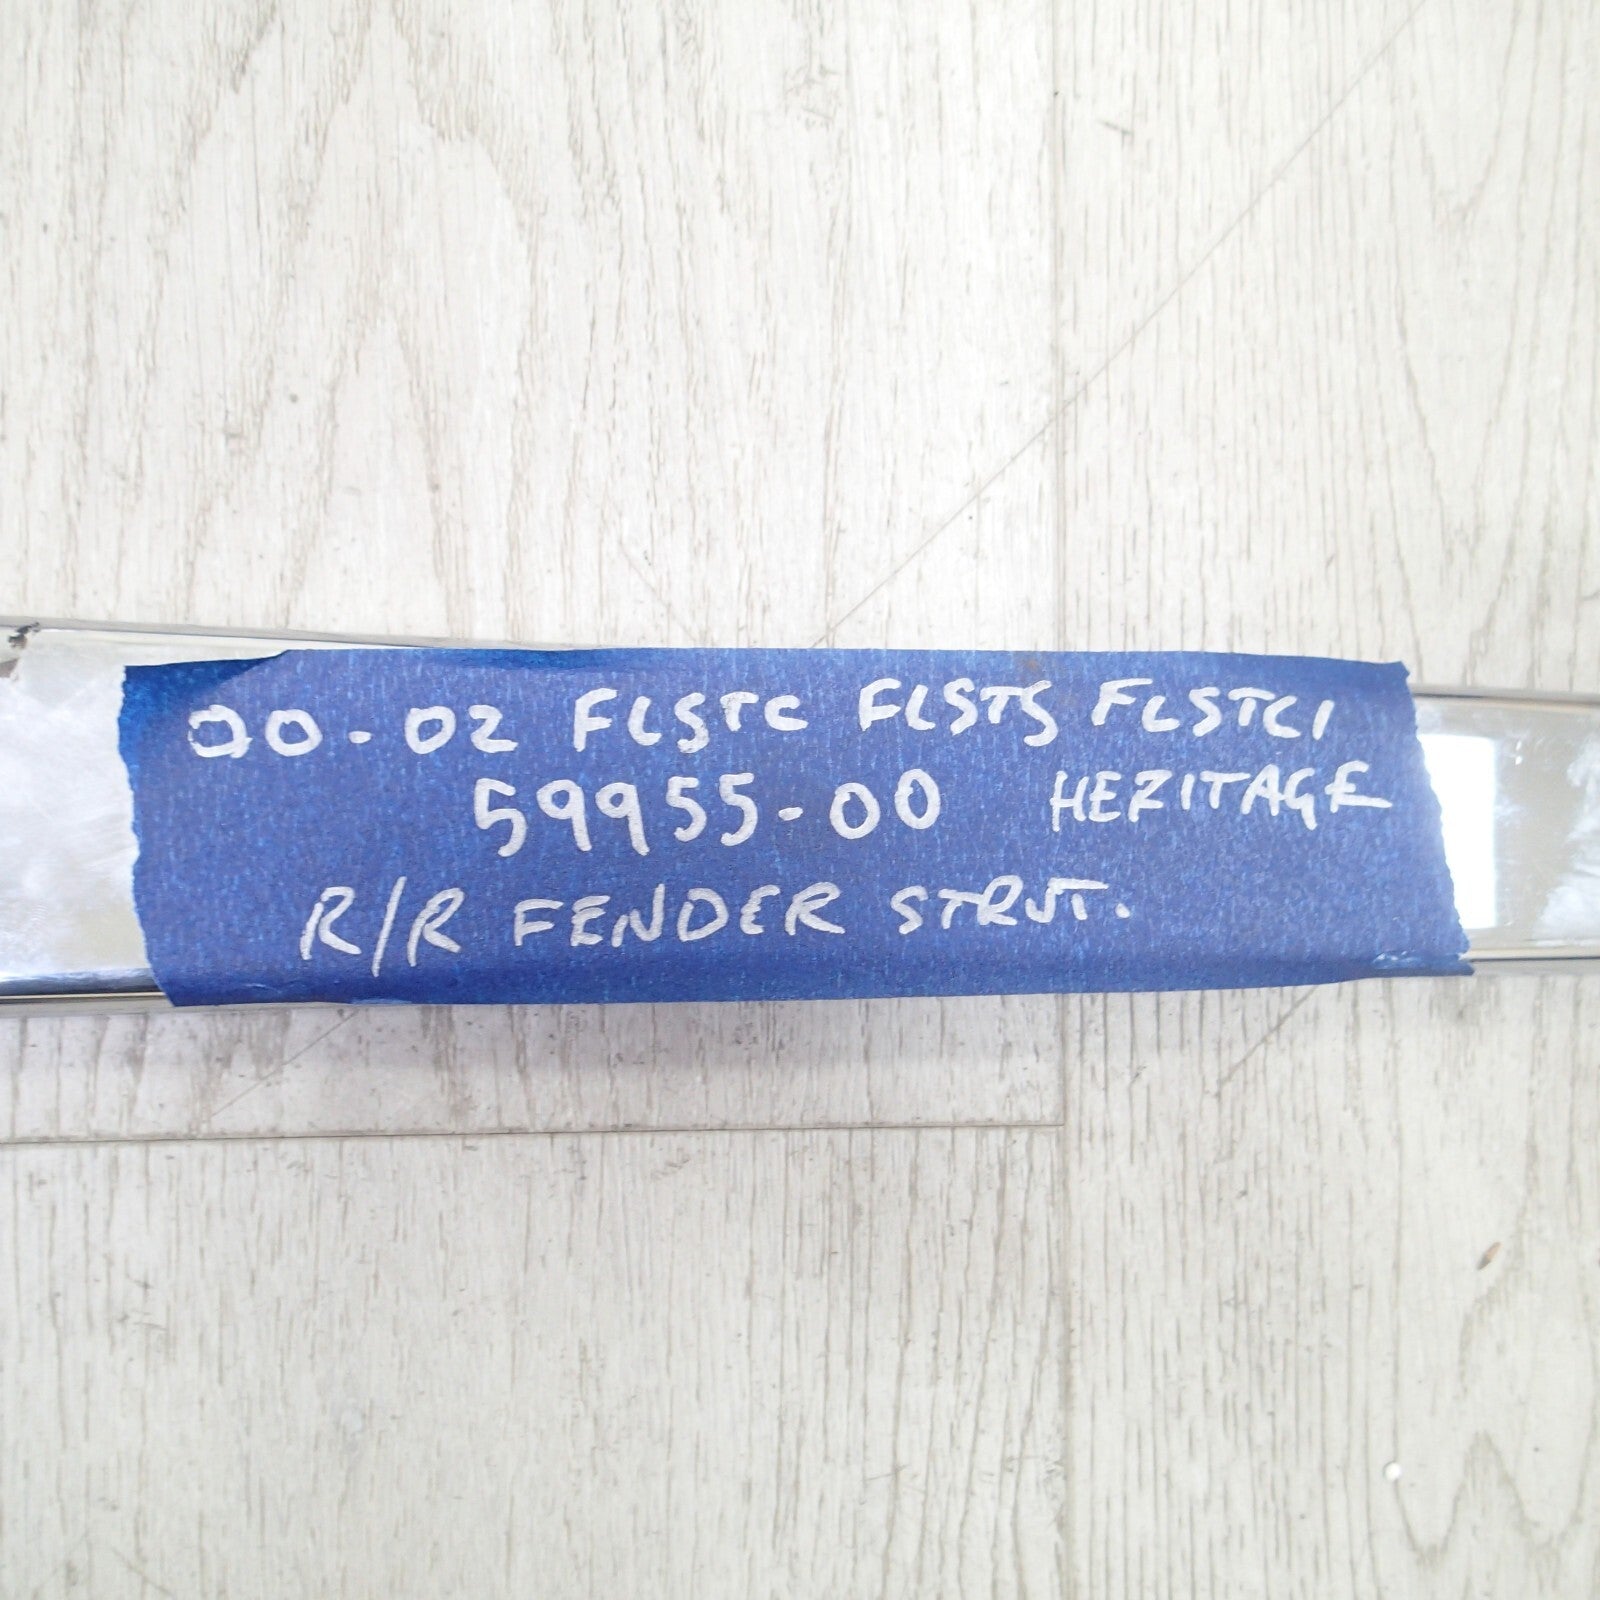 00-02 FLSTC FLSTS FLSTCI
59955-00 HERITAGE
R/R FENDER STRUT.